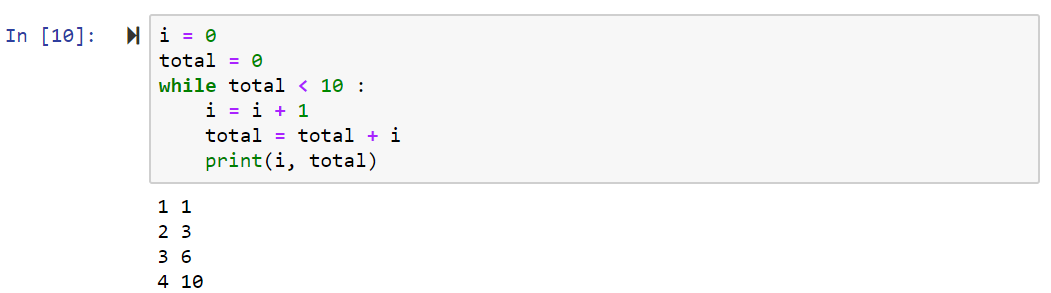 In [10]:
i = 0
total = 0
while total < 10 :
    i = i + 1
    total = total + i
    print(i, total)
1 1
2 3
3 6
4 10